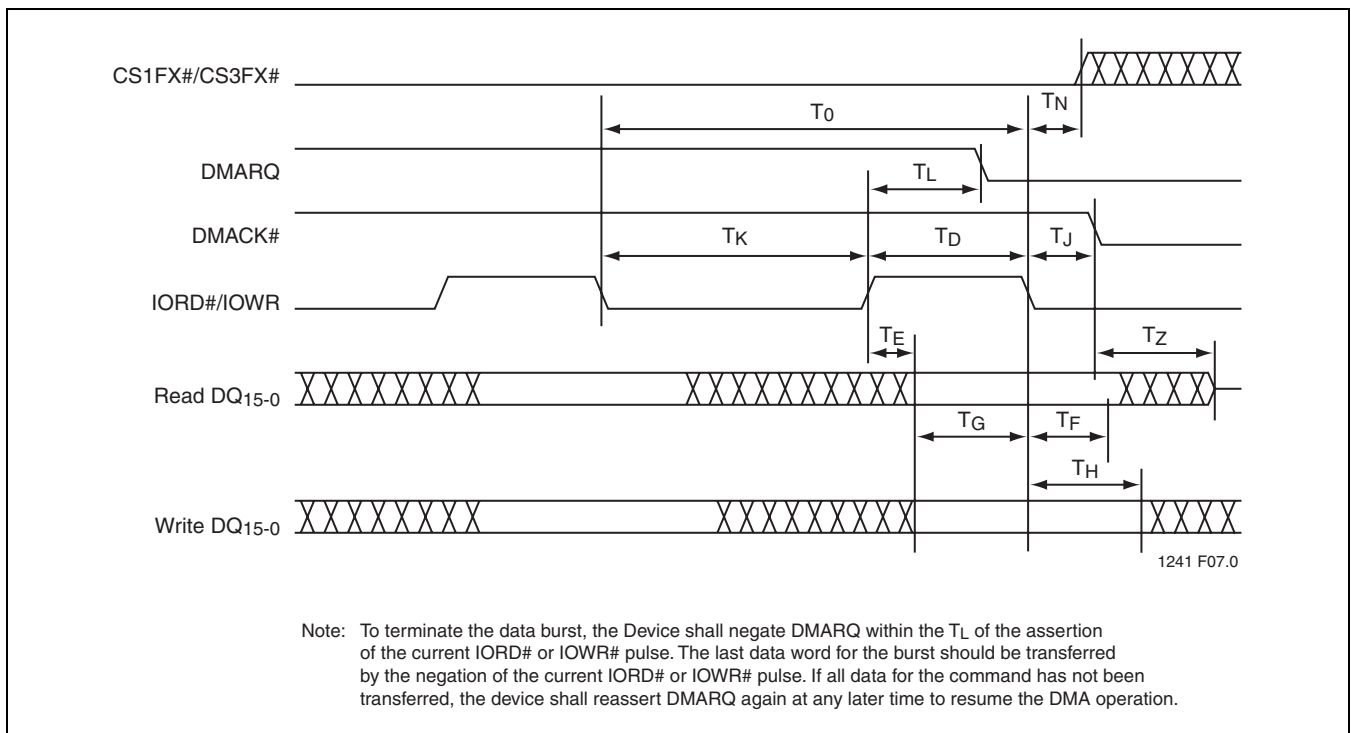 CS1FX#/CS3FX#
TN
T0
DMARQ
TL
DMACK#
TK
TD
TJ
IORD#/IOWR
TE
TZ
Read DQ15-0
TG
TF
TH
Write DQ15-0
1241 F07.0
Note: To terminate the data burst, the Device shall negate DMARQ within the TL of the assertion
of the current IORD# or IOWR# pulse. The last data word for the burst should be transferred
by the negation of the current IORD# or IOWR# pulse. If all data for the command has not been
transferred, the device shall reassert DMARQ again at any later time to resume the DMA operation.